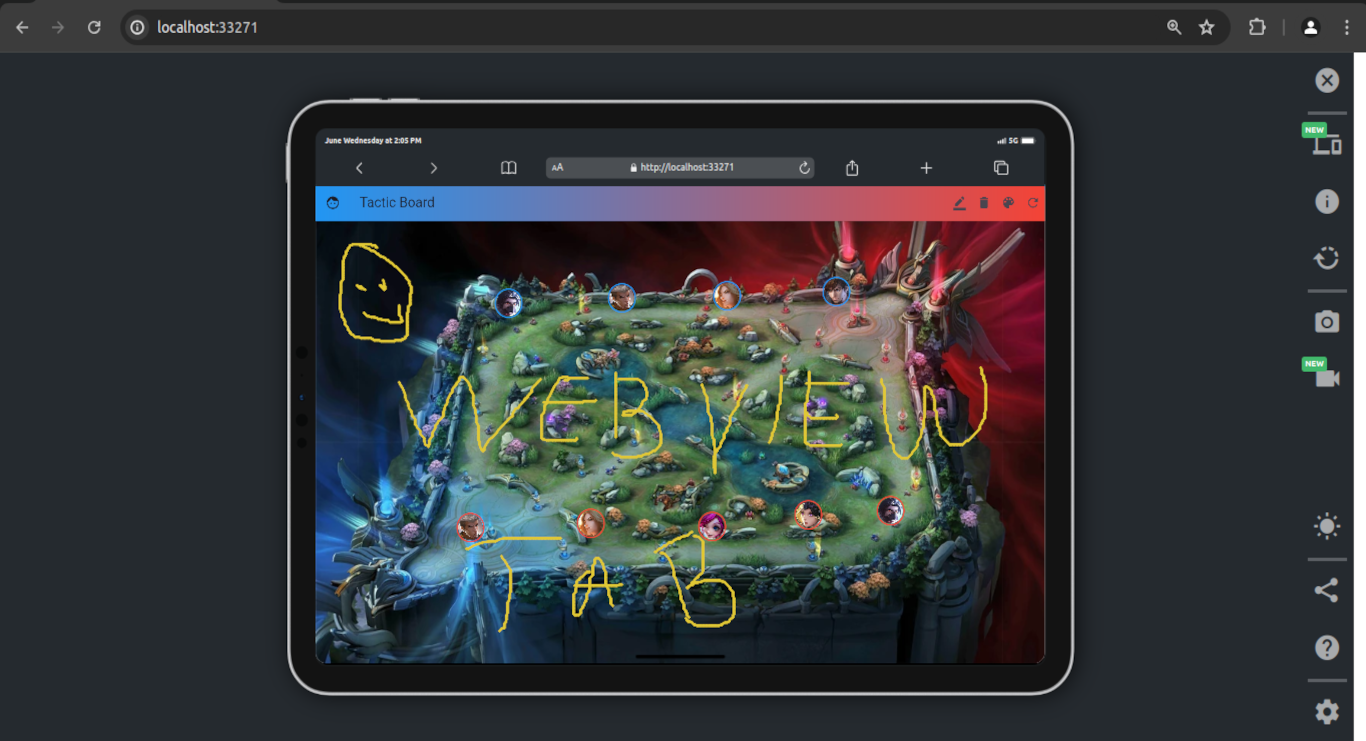 localhost:33271
NEW
June Wednesday at 2:05 PM
5G
AA
http://localhost:33271
Tactic Board
NEW
WEB VIEW
TAB